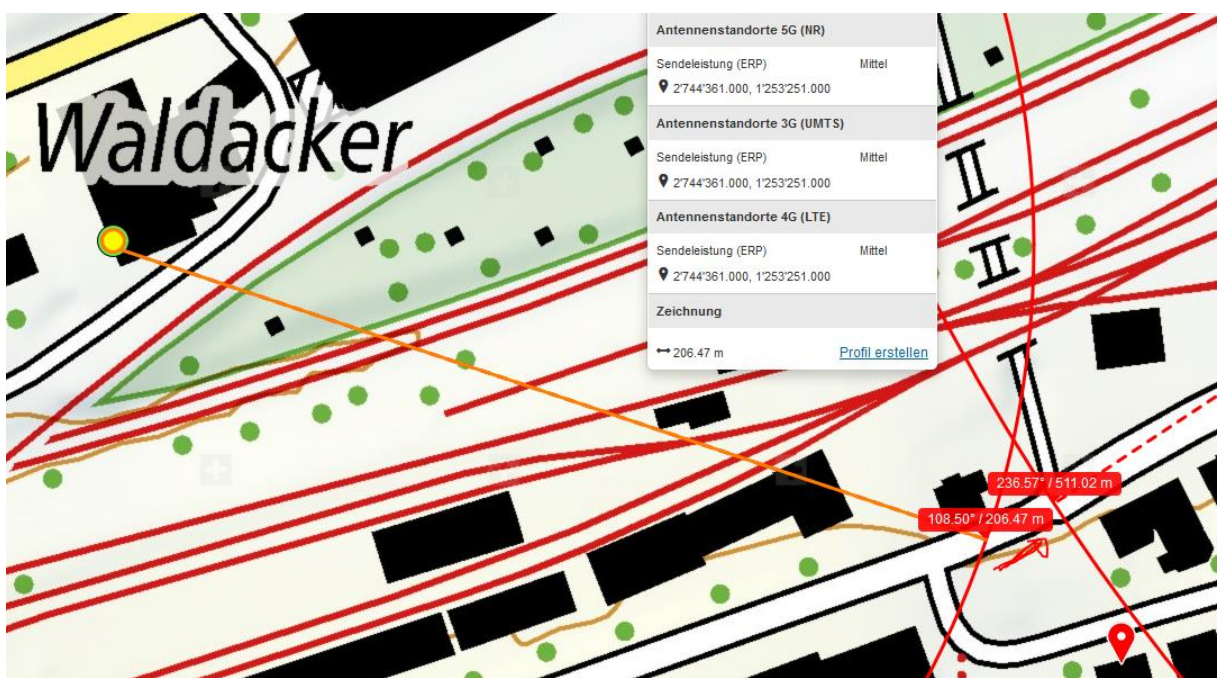 Waldacker
Antennenstandorte 5G (NR)
Sendeleistung (ERP) Mittel
2'744'361.000, 1'253'251.000
Antennenstandorte 3G (UMTS)
Sendeleistung (ERP) Mittel
2'744'361.000, 1'253'251.000
Antennenstandorte 4G (LTE)
Sendeleistung (ERP) Mittel
2'744'361.000, 1'253'251.000
Zeichnung
206.47 m Profil erstellen
236.57° / 511.02 m
108.50° / 206.47 m